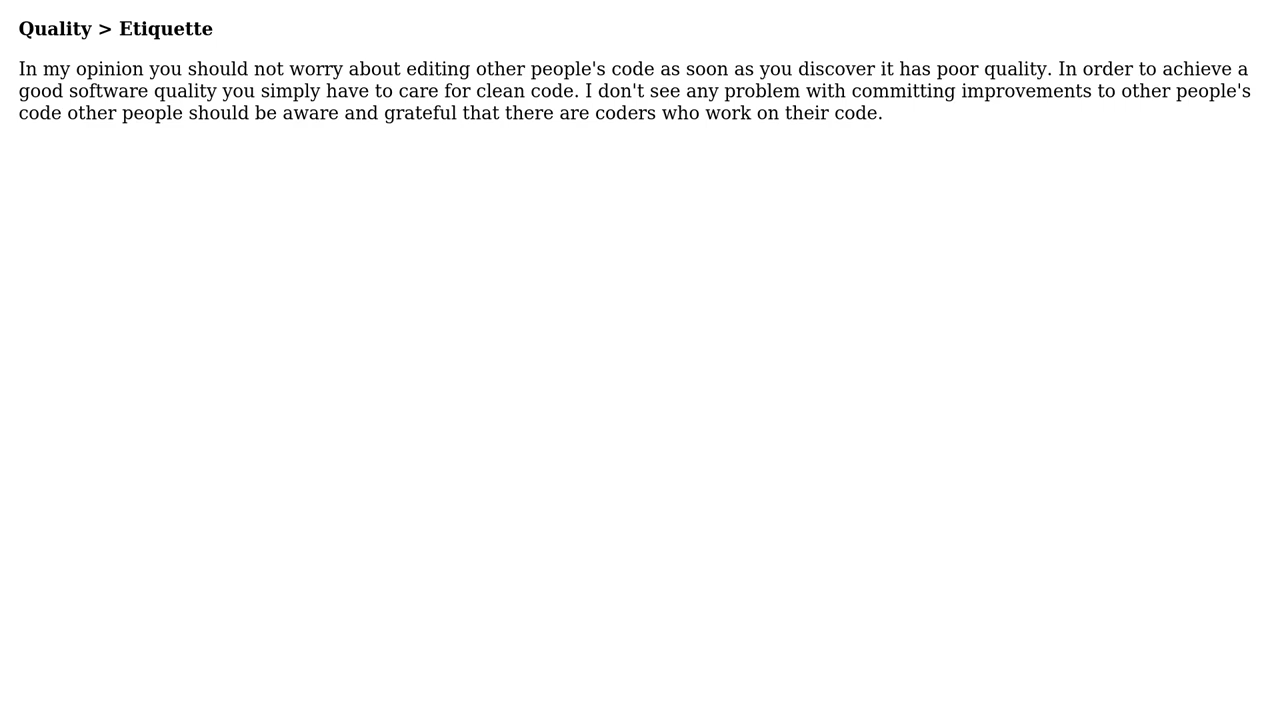 Quality > Etiquette
In my opinion you should not worry about editing other people's code as soon as you discover it has poor quality. In order to achieve a
good software quality you simply have to care for clean code. I don't see any problem with committing improvements to other people's
code other people should be aware and grateful that there are coders who work on their code.